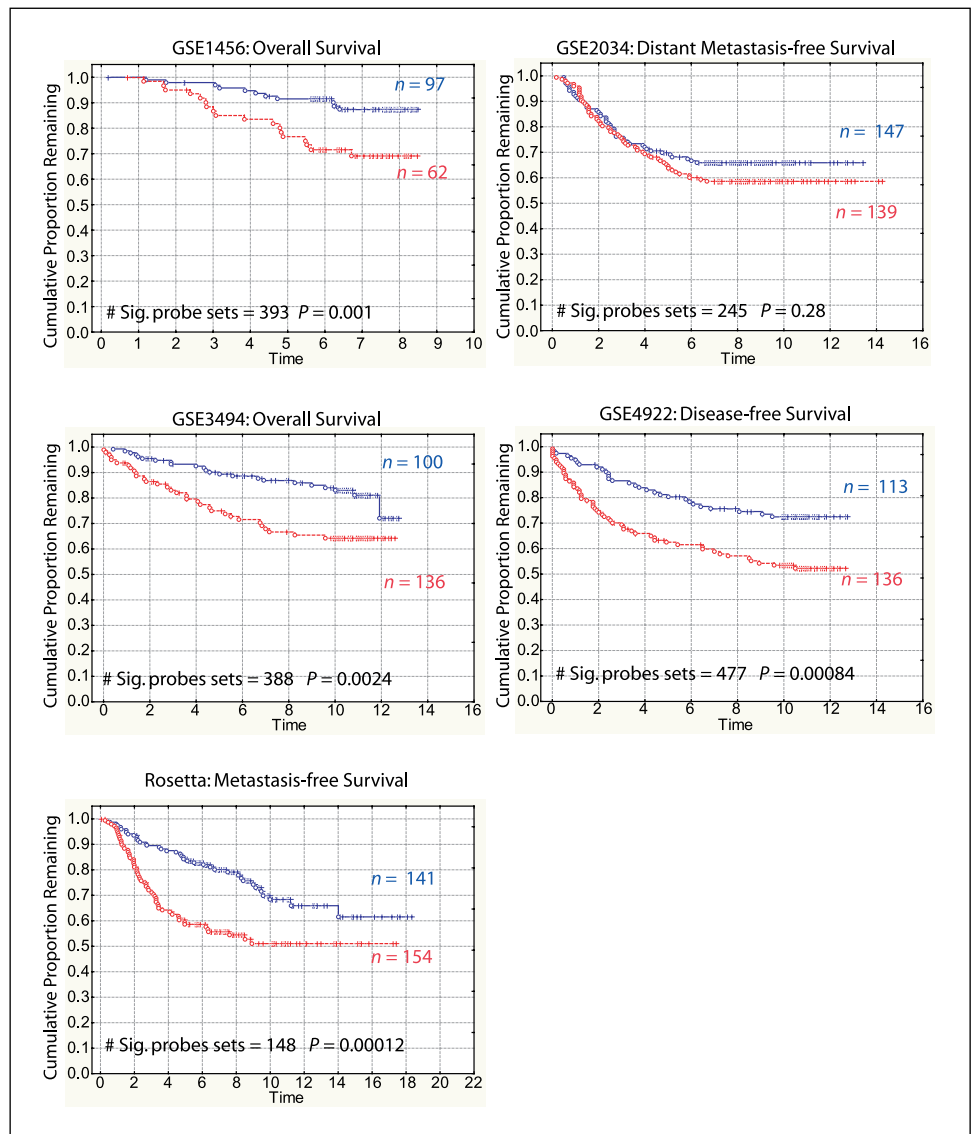 GSE1456: Overall Survival
Cumulative Proportion Remaining
1.0
0.9
0.8
0.7
0.6
0.5
0.4
0.3
0.2
0.1
0.0
n = 97
n = 62
# Sig. probe sets = 393 P = 0.001
0 1 2 3 4 5 6 7 8 9 10
Time
GSE2034: Distant Metastasis-free Survival
Cumulative Proportion Remaining
1.0
0.9
0.8
0.7
0.6
0.5
0.4
0.3
0.2
0.1
0.0
n = 147
n = 139
# Sig. probes sets = 245 P = 0.28
0 2 4 6 8 10 12 14 16
Time
GSE3494: Overall Survival
Cumulative Proportion Remaining
1.0
0.9
0.8
0.7
0.6
0.5
0.4
0.3
0.2
0.1
0.0
n = 100
n = 136
# Sig. probes sets = 388 P = 0.0024
0 2 4 6 8 10 12 14 16
Time
GSE4922: Disease-free Survival
Cumulative Proportion Remaining
1.0
0.9
0.8
0.7
0.6
0.5
0.4
0.3
0.2
0.1
0.0
n = 113
n = 136
# Sig. probes sets = 477 P = 0.00084
0 2 4 6 8 10 12 14 16
Time
Rosetta: Metastasis-free Survival
Cumulative Proportion Remaining
1.0
0.9
0.8
0.7
0.6
0.5
0.4
0.3
0.2
0.1
0.0
n = 141
n = 154
# Sig. probes sets = 148 P = 0.00012
0 2 4 6 8 10 12 14 16 18 20 22
Time